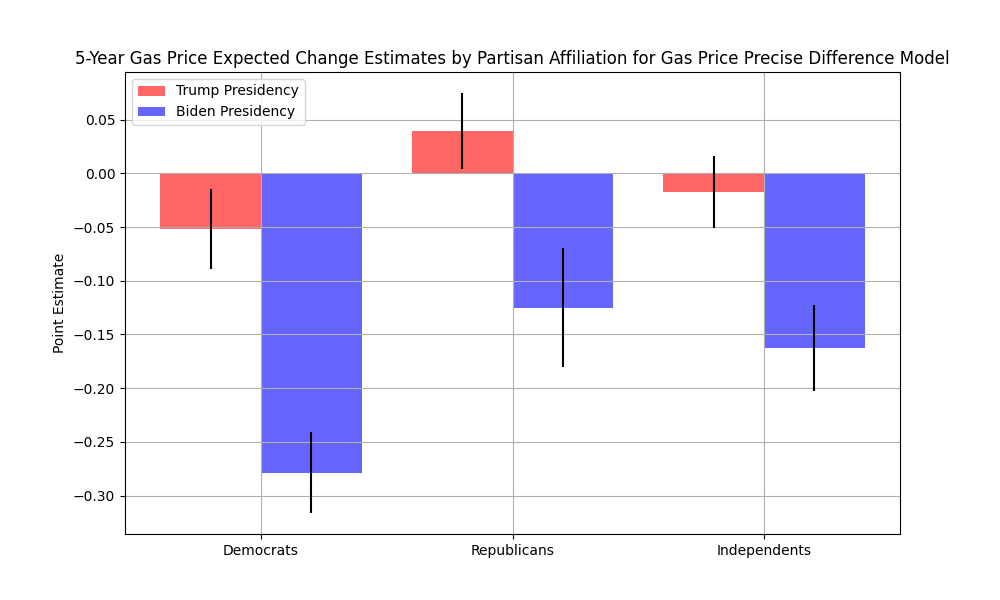 5-Year Gas Price Expected Change Estimates by Partisan Affiliation for Gas Price Precise Difference Model
Trump Presidency
Biden Presidency
Point Estimate
0.05
0.00
−0.05
−0.10
−0.15
−0.20
−0.25
−0.30
Democrats
Republicans
Independents